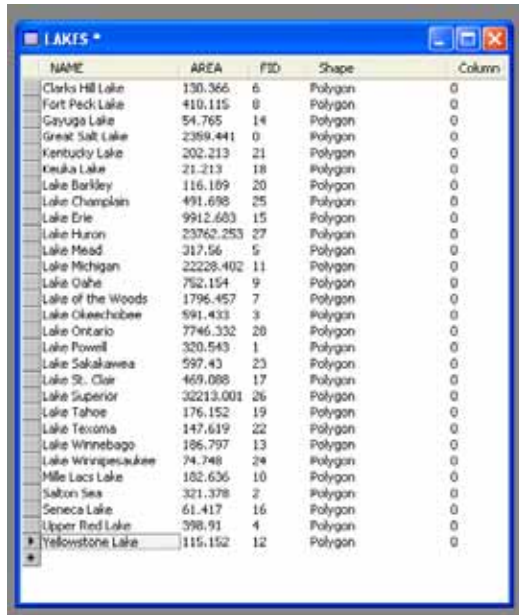 LAKES *
NAME AREA FID Shape Column
Clarks Hill Lake 130.366 6 Polygon 0
Fort Peck Lake 410.115 8 Polygon 0
Gayuga Lake 54.765 14 Polygon 0
Great Salt Lake 2359.441 0 Polygon 0
Kentucky Lake 202.213 21 Polygon 0
Keuka Lake 21.213 18 Polygon 0
Lake Barkley 116.189 20 Polygon 0
Lake Champlain 491.698 25 Polygon 0
Lake Erie 9912.683 15 Polygon 0
Lake Huron 23762.253 27 Polygon 0
Lake Mead 317.56 5 Polygon 0
Lake Michigan 22228.402 11 Polygon 0
Lake Oahe 752.154 9 Polygon 0
Lake of the Woods 1796.457 7 Polygon 0
Lake Okeechobee 591.433 3 Polygon 0
Lake Ontario 7746.332 28 Polygon 0
Lake Powell 320.543 1 Polygon 0
Lake Sakakawea 597.43 23 Polygon 0
Lake St. Clair 469.088 17 Polygon 0
Lake Superior 32213.001 26 Polygon 0
Lake Tahoe 176.152 19 Polygon 0
Lake Texoma 147.619 22 Polygon 0
Lake Winnebago 186.797 13 Polygon 0
Lake Winnipesaukee 74.748 24 Polygon 0
Mille Lacs Lake 182.636 10 Polygon 0
Salton Sea 321.378 2 Polygon 0
Seneca Lake 61.417 16 Polygon 0
Upper Red Lake 398.91 4 Polygon 0
Yellowstone Lake 115.152 12 Polygon 0